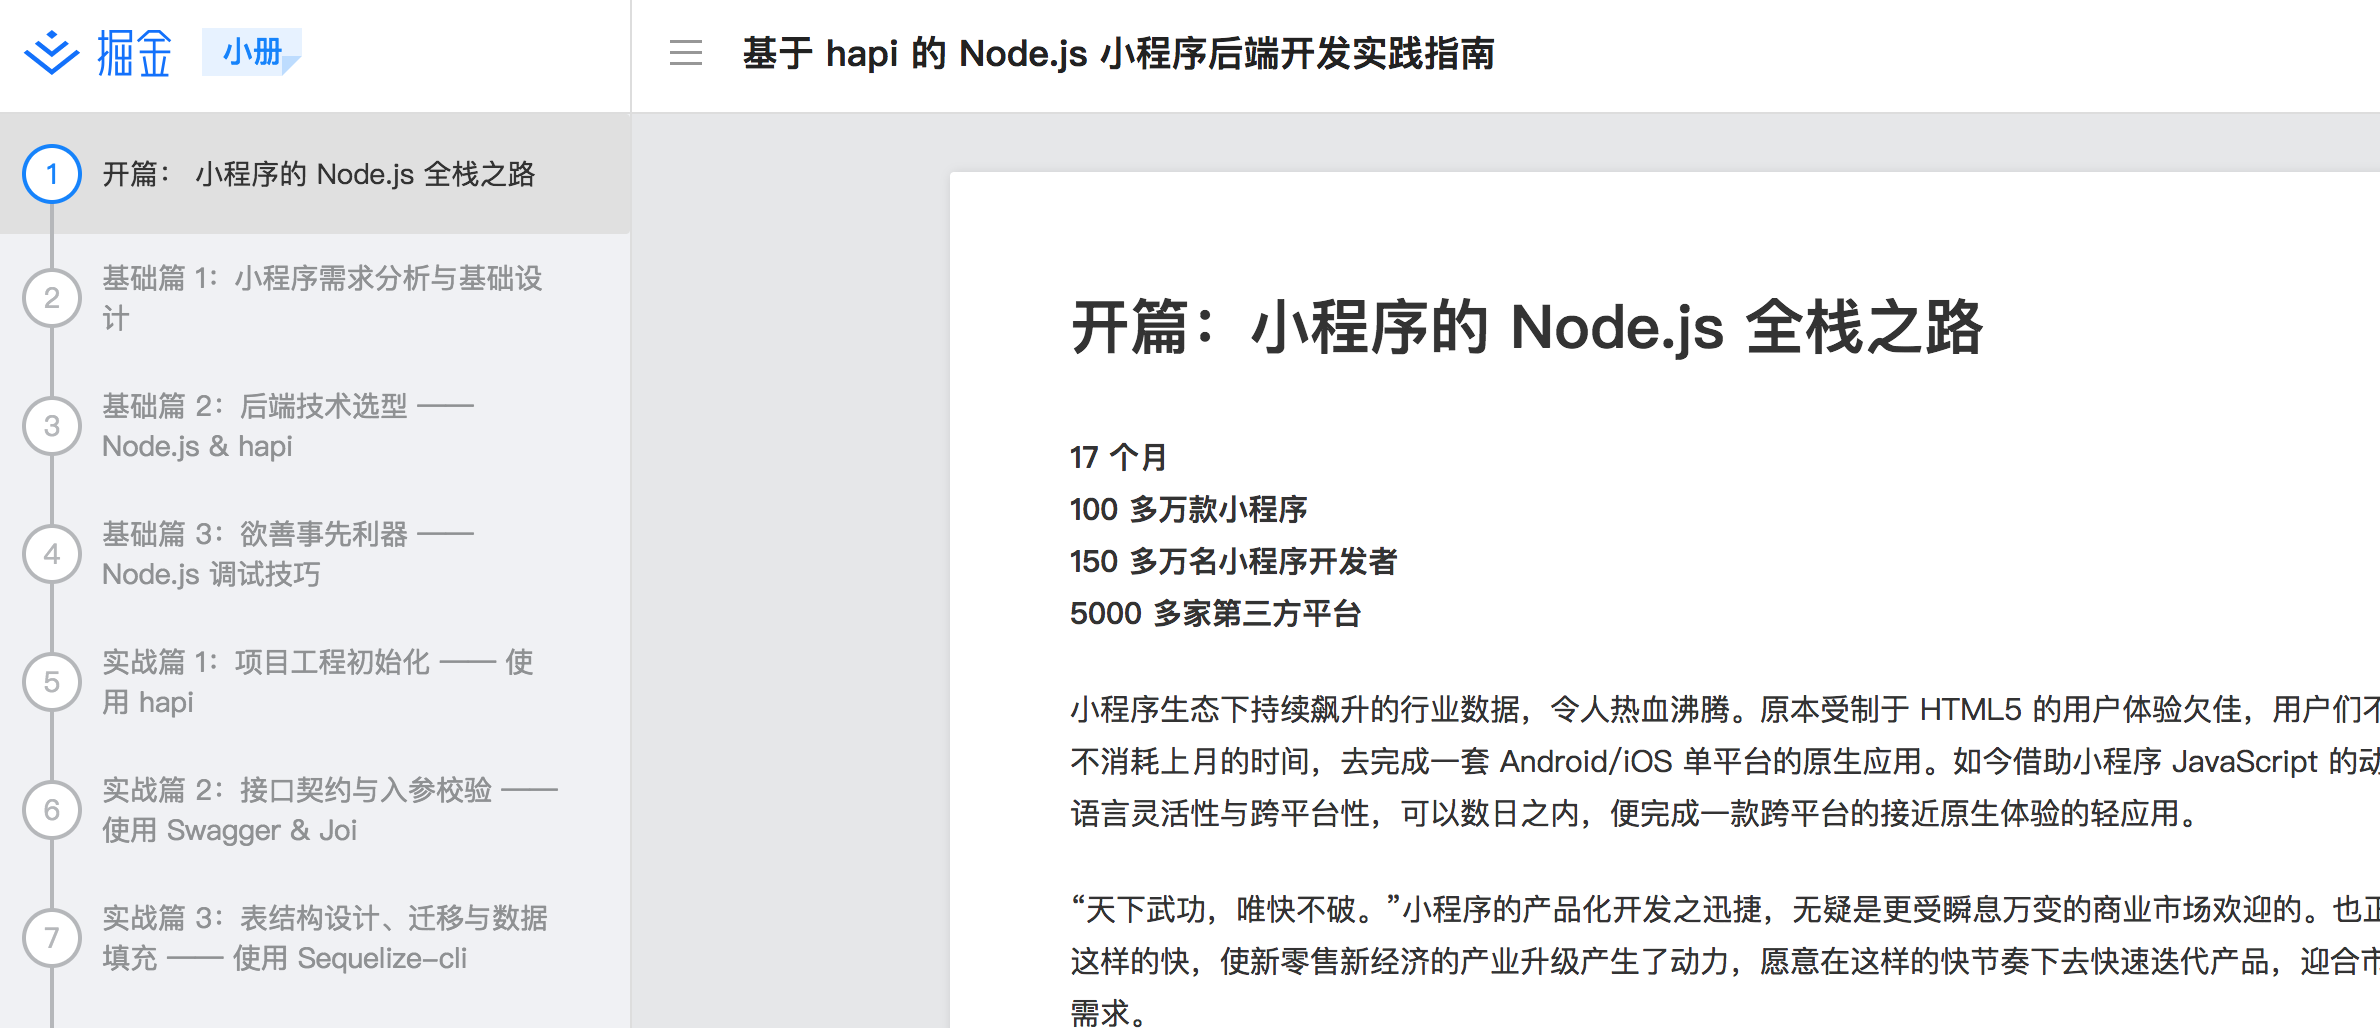 掘金 小册
基于 hapi 的 Node.js 小程序后端开发实践指南
1 开�： 小程序的 Node.js 全栈之路
2 基础篇 1：小程序需求分析与基础设
计
3 基础篇 2：后端技术选型 ——
Node.js & hapi
4 基础篇 3：欲善事先利器 ——
Node.js 调试技巧
5 实战篇 1：项目工程初始化 —— 使
用 hapi
6 实战篇 2：接口契约与入参校验 ——
使用 Swagger & Joi
7 实战篇 3：表结构设计、迁移与数据
填充 —— 使用 Sequelize-cli
开篇：小程序的 Node.js 全栈之路
17 个月
100 多万款小程序
150 多万名小程序开发者
5000 多家第三方平台
小程序生态下持续飙升的行业数据，令人热血沸腾。原本受制于 HTML5 的用户体验欠佳，用户们不
不消耗上月的时间，去完成一套 Android/iOS 单平台的原生应用。如今借助小程序 JavaScript 的动
语言灵活性与跨平台性，可以数日之内，便完成一款跨平台的接近原生体验的轻应用。
“天下武功，唯快不破。”小程序的产品化开发之迅捷，无疑是更受瞬息万变的商业市场欢迎的。也正
这样的快，使新零售新经济的产业升级产生了动力，愿意在这样的快节奏下去快速迭代产品，迎合市
需求。